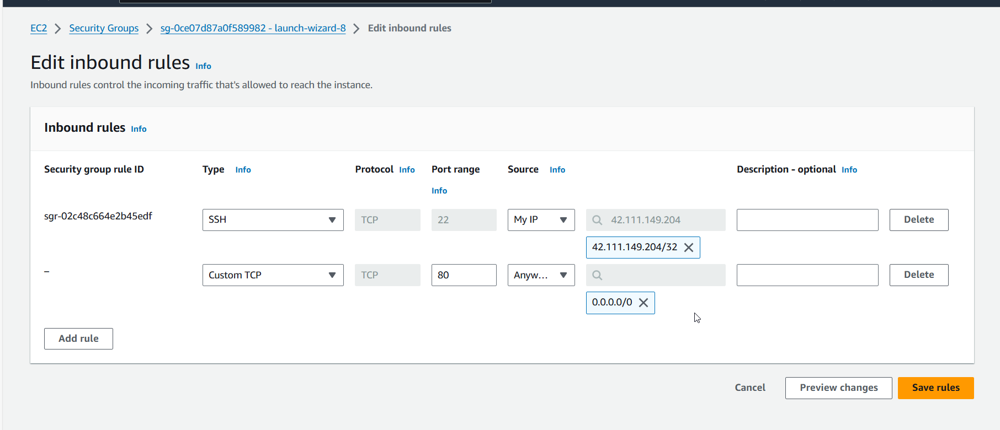 EC2 > Security Groups > sg-0ce07d87a0f589982 - launch-wizard-8 > Edit inbound rules
Edit inbound rules Info
Inbound rules control the incoming traffic that's allowed to reach the instance.
Inbound rules Info
Security group rule ID Type Info Protocol Info Port range Source Info Description - optional Info
Info
sgr-02c48c664e2b45edf SSH TCP 22 My IP 42.111.149.204 Delete
42.111.149.204/32
– Custom TCP TCP 80 Anyw... Delete
0.0.0.0/0
Add rule
Cancel Preview changes Save rules